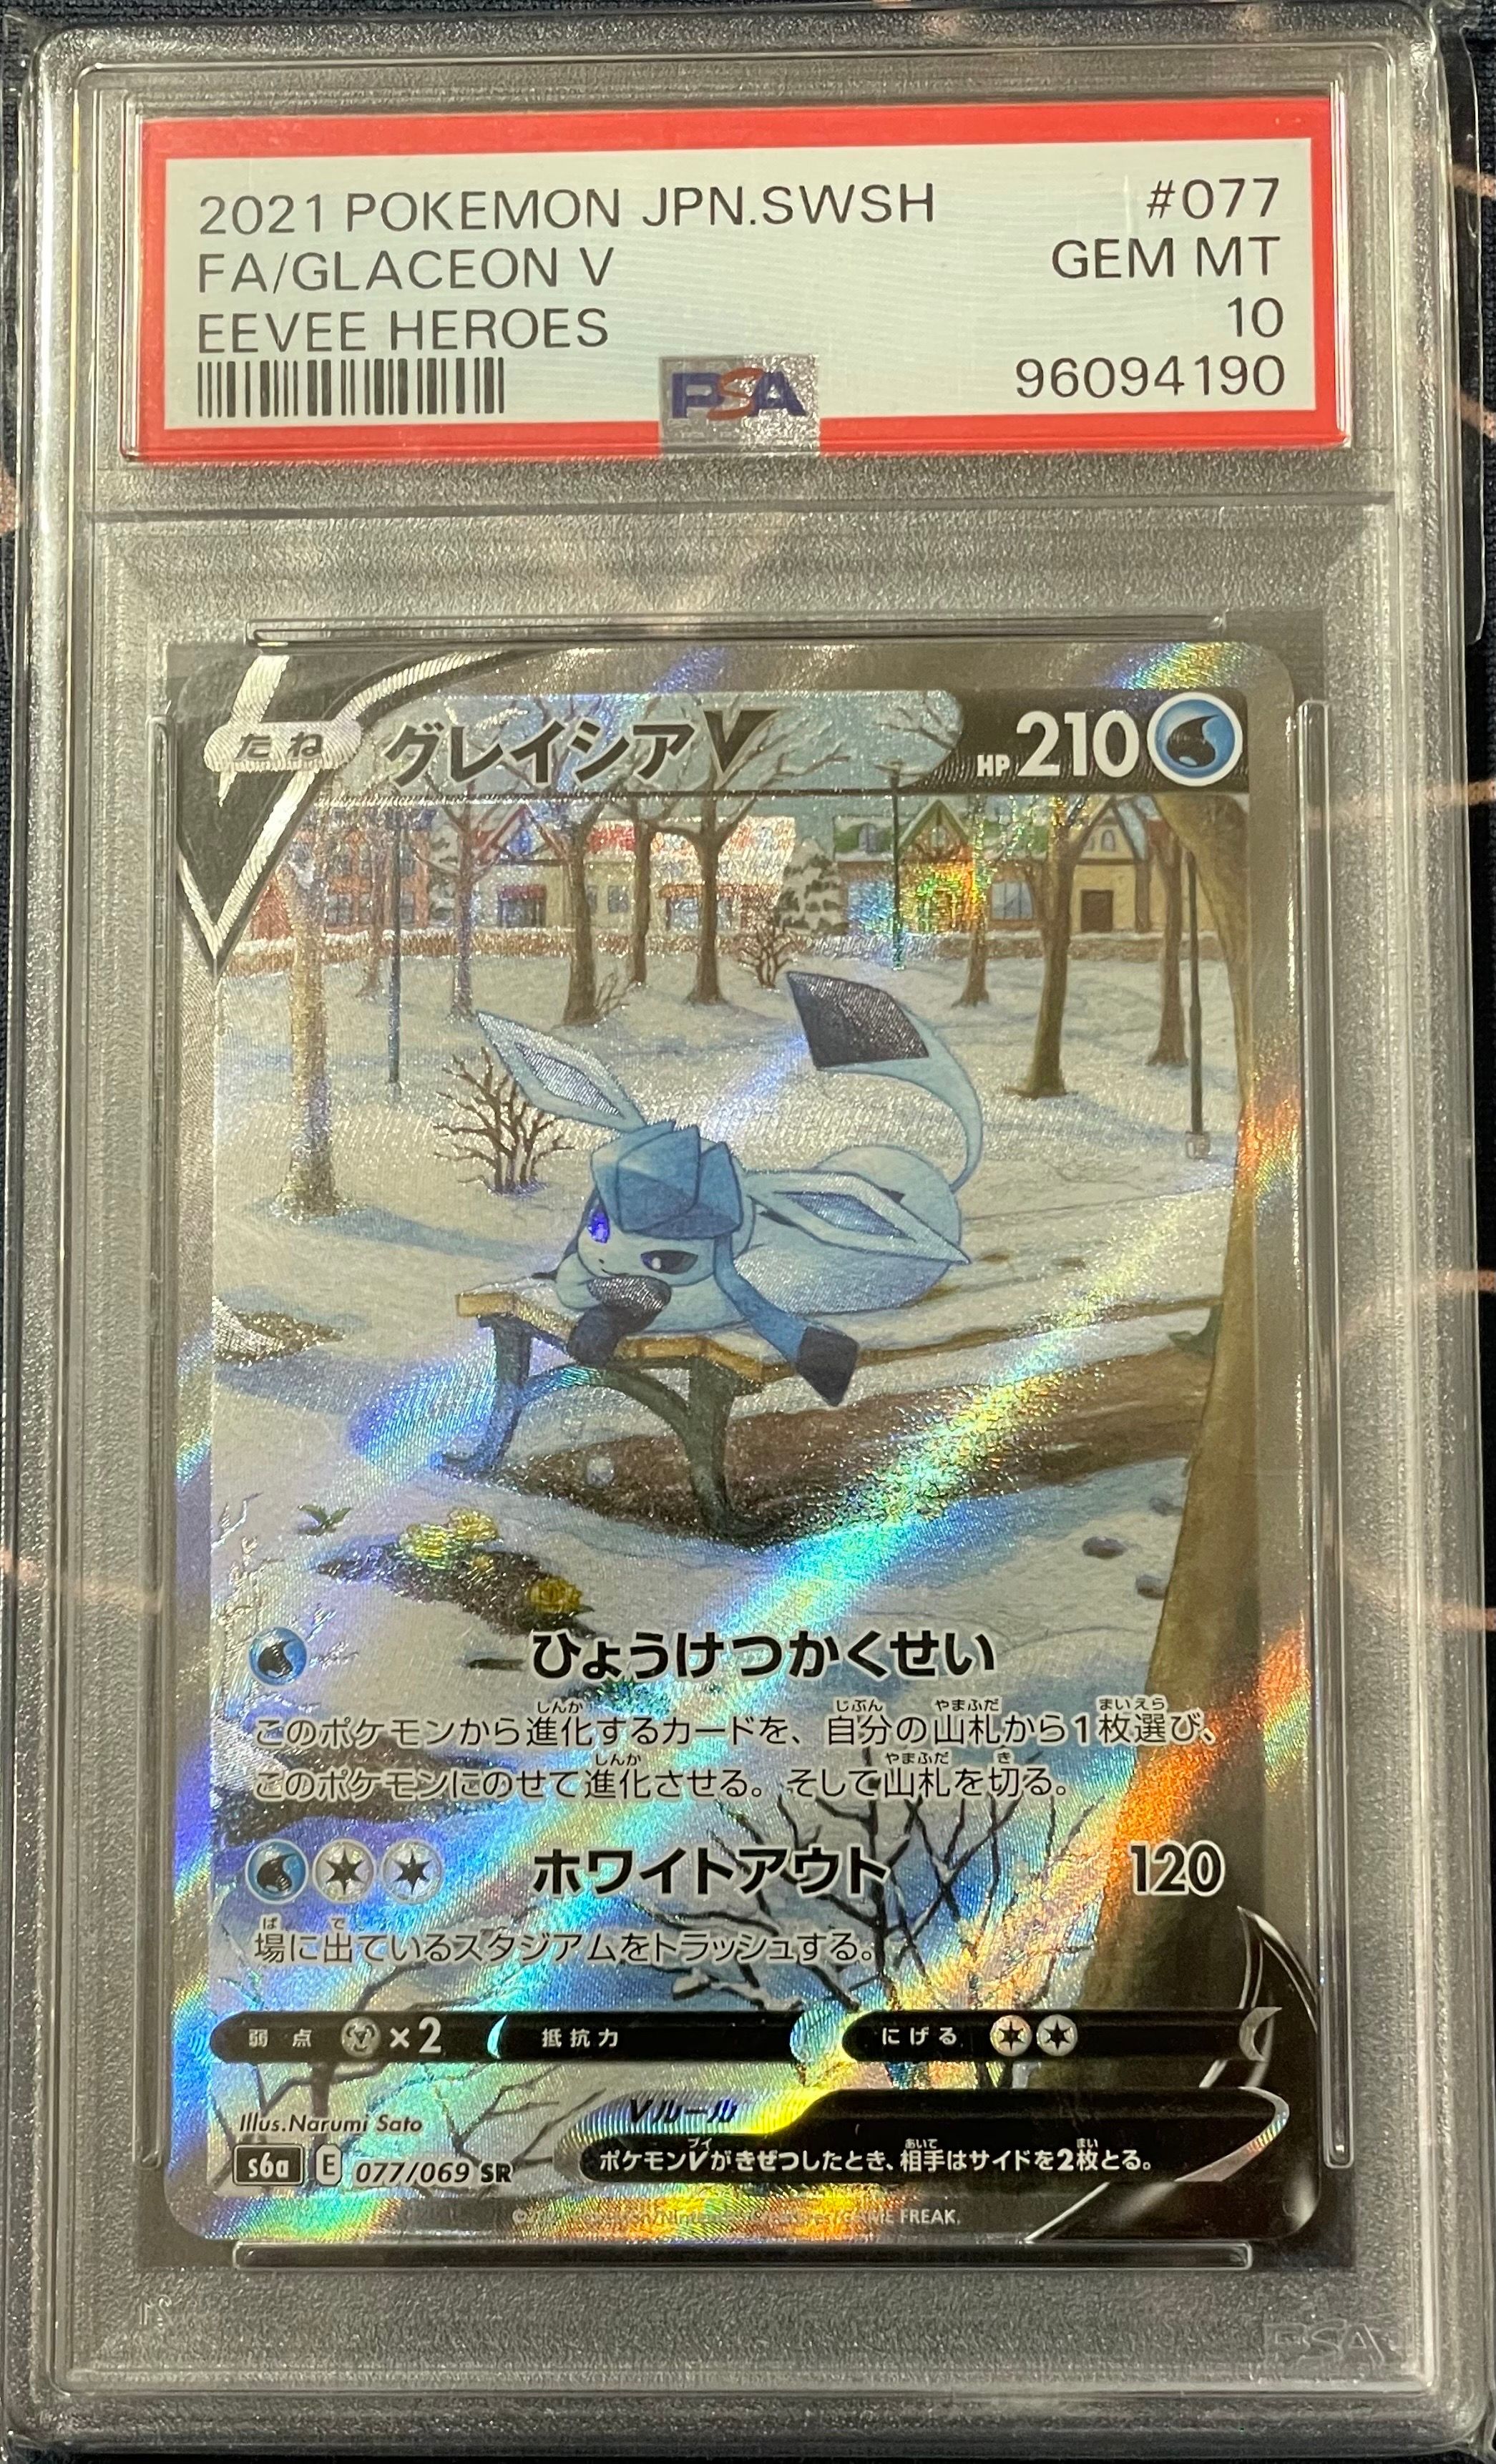 2021 POKEMON JPN.SWSH #077
FA/GLACEON V GEM MT
EEVEE HEROES 10
PSA 96094190
たね グレイシアV HP 210
ひょうけつかくせい
このポケモンから進化するカードを、自分の山札から1枚選び、
このポケモンにのせて進化させる。そして山札を切る。
ホワイトアウト 120
場に出ているスタジアムをトラッシュする。
弱点 ×2 抵抗力 にげる
Illus.Narumi Sato
Vルール
s6a E 077/069 SR
ポケモンVがきぜつしたとき、相手はサイドを2枚とる。
GAME FREAK.
PSA